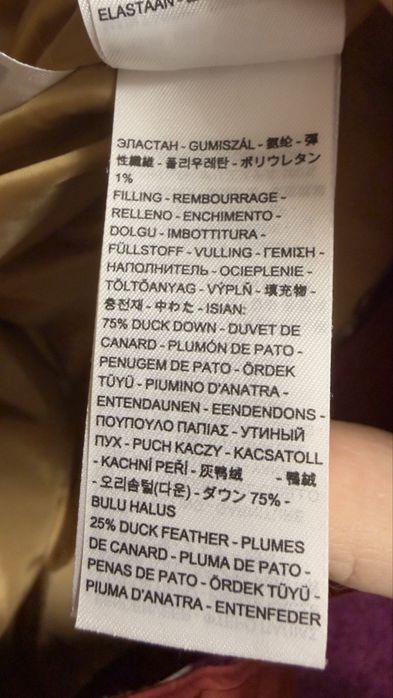 ELASTAAN -
ЭЛАСТАН - GUMISZÁL - 氨纶 - 彈
性纖維 - 폴리우레탄 - ポリウレタン
1%
FILLING - REMBOURRAGE -
RELLENO - ENCHIMENTO -
DOLGU - IMBOTTITURA -
FÜLLSTOFF - VULLING - ΓΕΜΙΣΗ -
НАПОЛНИТЕЛЬ - OCIEPLENIE -
TÖLTŐANYAG - VÝPLŇ - 填充物 -
충전재 - 中わた - ISIAN:
75% DUCK DOWN - DUVET DE
CANARD - PLUMÓN DE PATO -
PENUGEM DE PATO - ÖRDEK
TÜYÜ - PIUMINO D'ANATRA -
ENTENDAUNEN - EENDENDONS -
ΠΟΥΠΟΥΛΟ ΠΑΠΙΑΣ - УТИНЫЙ
ПУХ - PUCH KACZY - KACSATOLL
- KACHNÍ PEŘÍ - 灰鸭绒 - 鴨絨
- 오리솜털(다운) - ダウン 75% -
BULU HALUS
25% DUCK FEATHER - PLUMES
DE CANARD - PLUMA DE PATO -
PENAS DE PATO - ÖRDEK TÜYÜ -
PIUMA D'ANATRA - ENTENFEDER